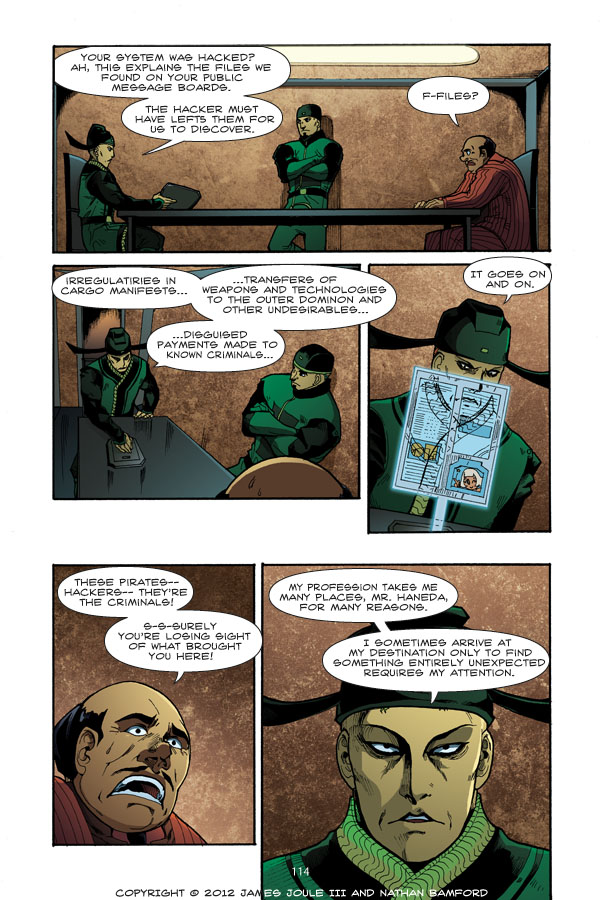 YOUR SYSTEM WAS HACKED?
AH, THIS EXPLAINS THE FILES WE
FOUND ON YOUR PUBLIC
MESSAGE BOARDS.
THE HACKER MUST
HAVE LEFTS THEM FOR
US TO DISCOVER.
F-FILES?
IRREGULATIRIES IN
CARGO MANIFESTS...
...TRANSFERS OF
WEAPONS AND TECHNOLOGIES
TO THE OUTER DOMINON AND
OTHER UNDESIRABLES...
...DISGUISED
PAYMENTS MADE TO
KNOWN CRIMINALS...
IT GOES ON
AND ON.
THESE PIRATES--
HACKERS-- THEY'RE
THE CRIMINALS!
S-S-SURELY
YOU'RE LOSING SIGHT
OF WHAT BROUGHT
YOU HERE!
MY PROFESSION TAKES ME
MANY PLACES, MR. HANEDA,
FOR MANY REASONS.
I SOMETIMES ARRIVE AT
MY DESTINATION ONLY TO FIND
SOMETHING ENTIRELY UNEXPECTED
REQUIRES MY ATTENTION.
114
COPYRIGHT © 2012 JAMES JOULE III AND NATHAN BAMFORD